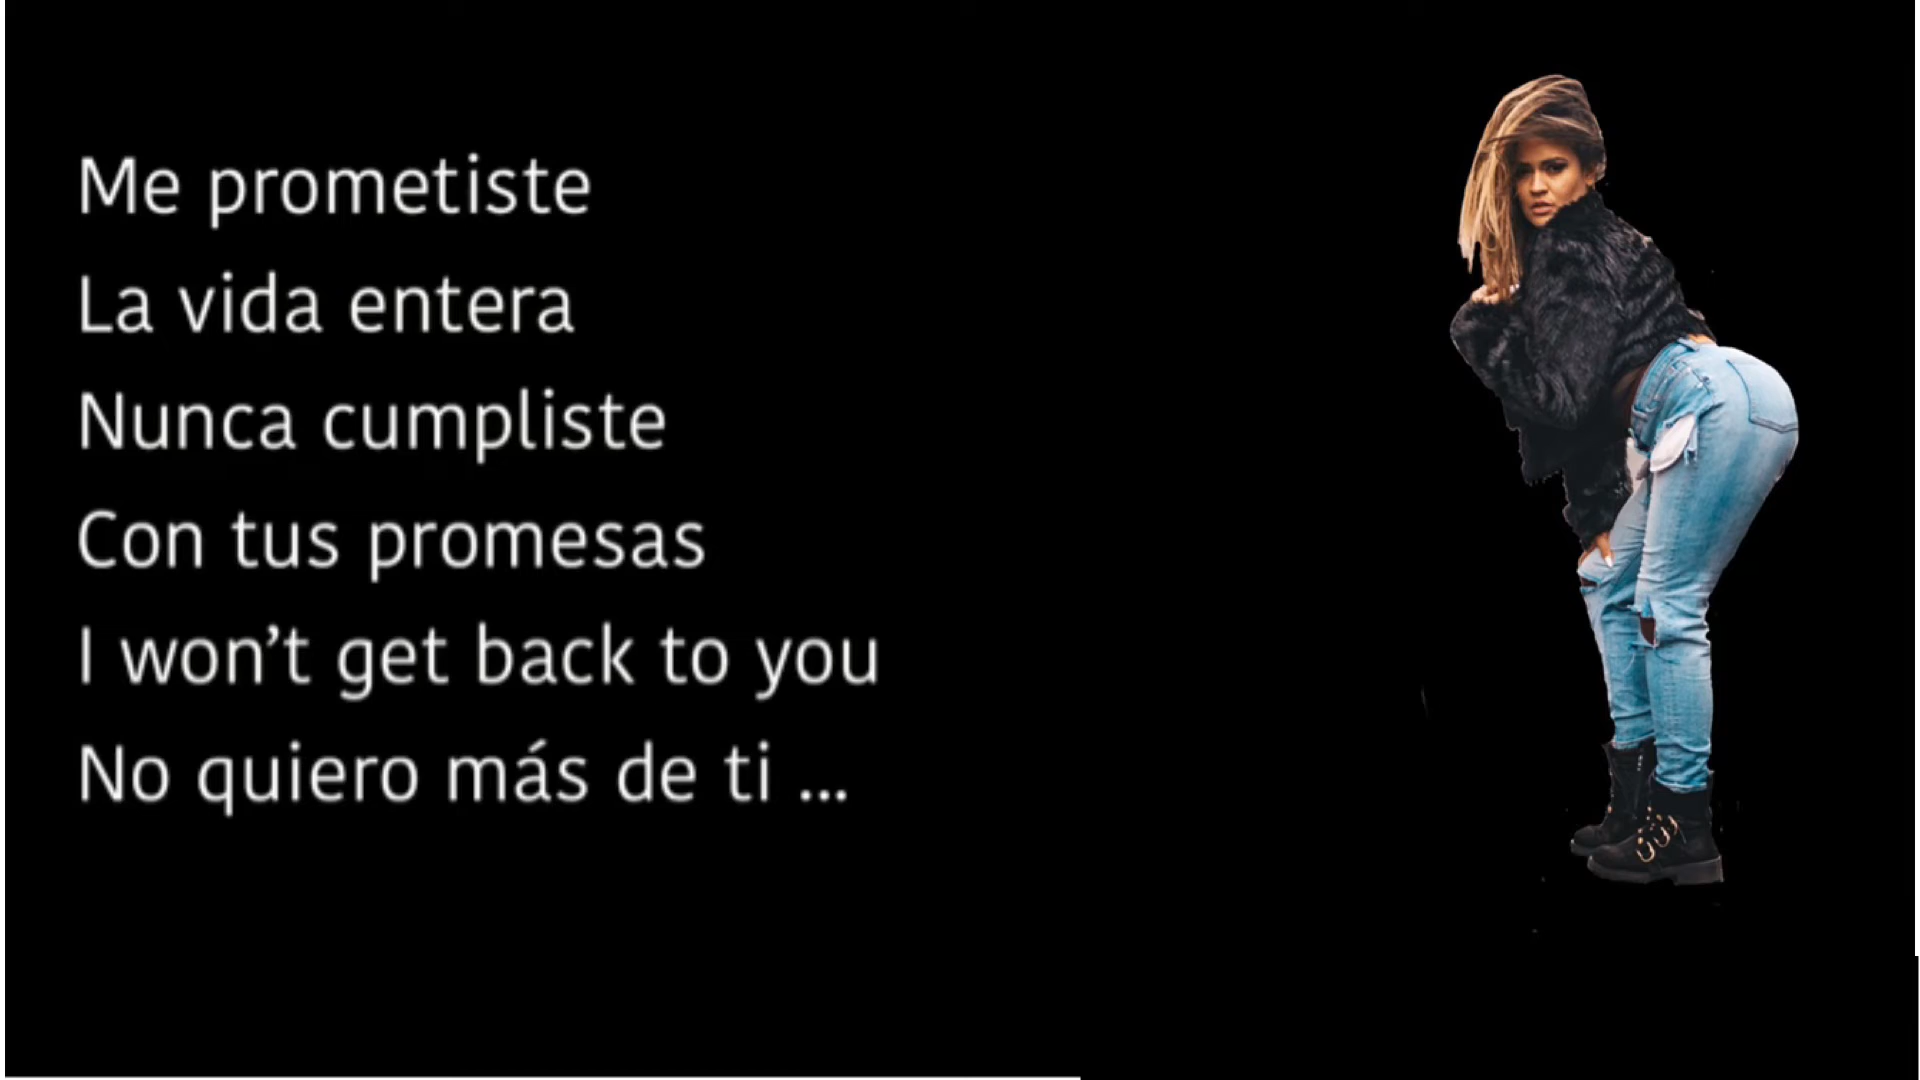 Me prometiste
La vida entera
Nunca cumpliste
Con tus promesas
I won’t get back to you
No quiero más de ti ...